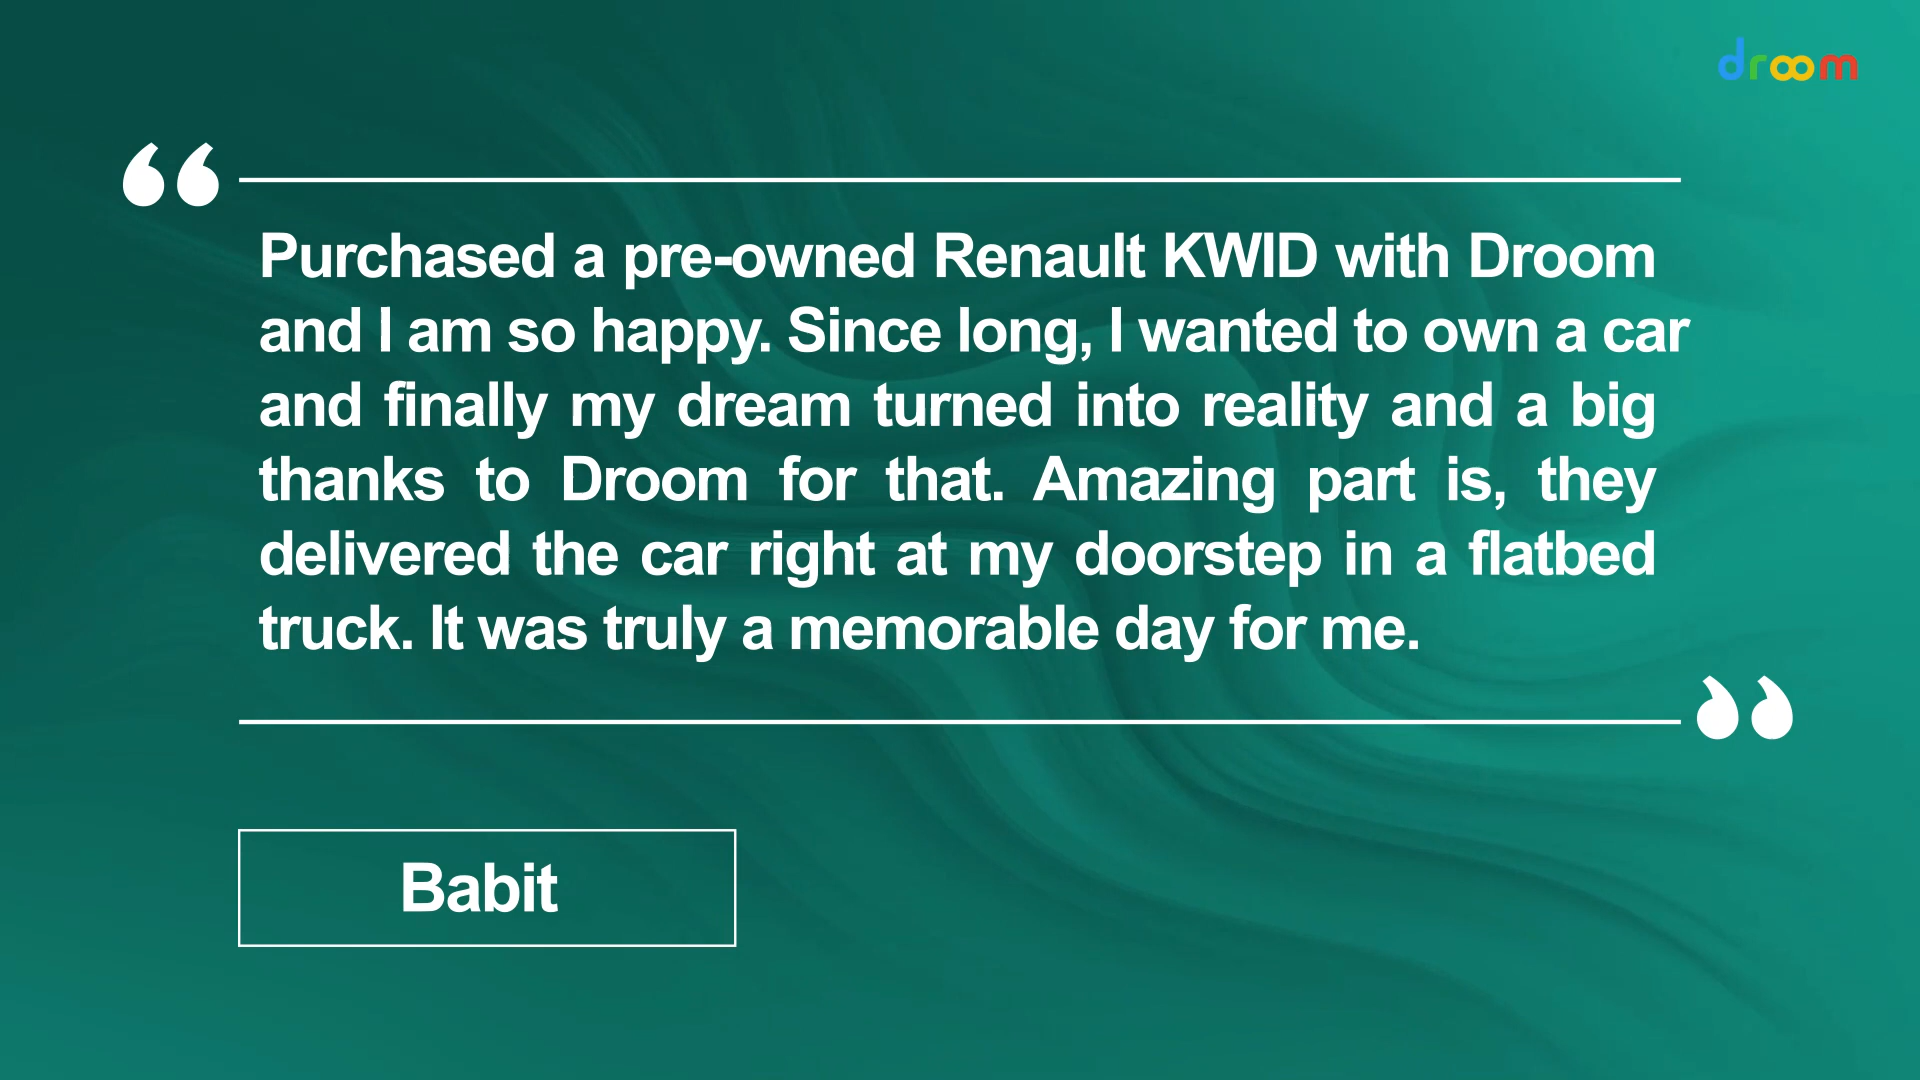 droom
“
Purchased a pre-owned Renault KWID with Droom
and I am so happy. Since long, I wanted to own a car
and finally my dream turned into reality and a big
thanks to Droom for that. Amazing part is, they
delivered the car right at my doorstep in a flatbed
truck. It was truly a memorable day for me.
”
Babit